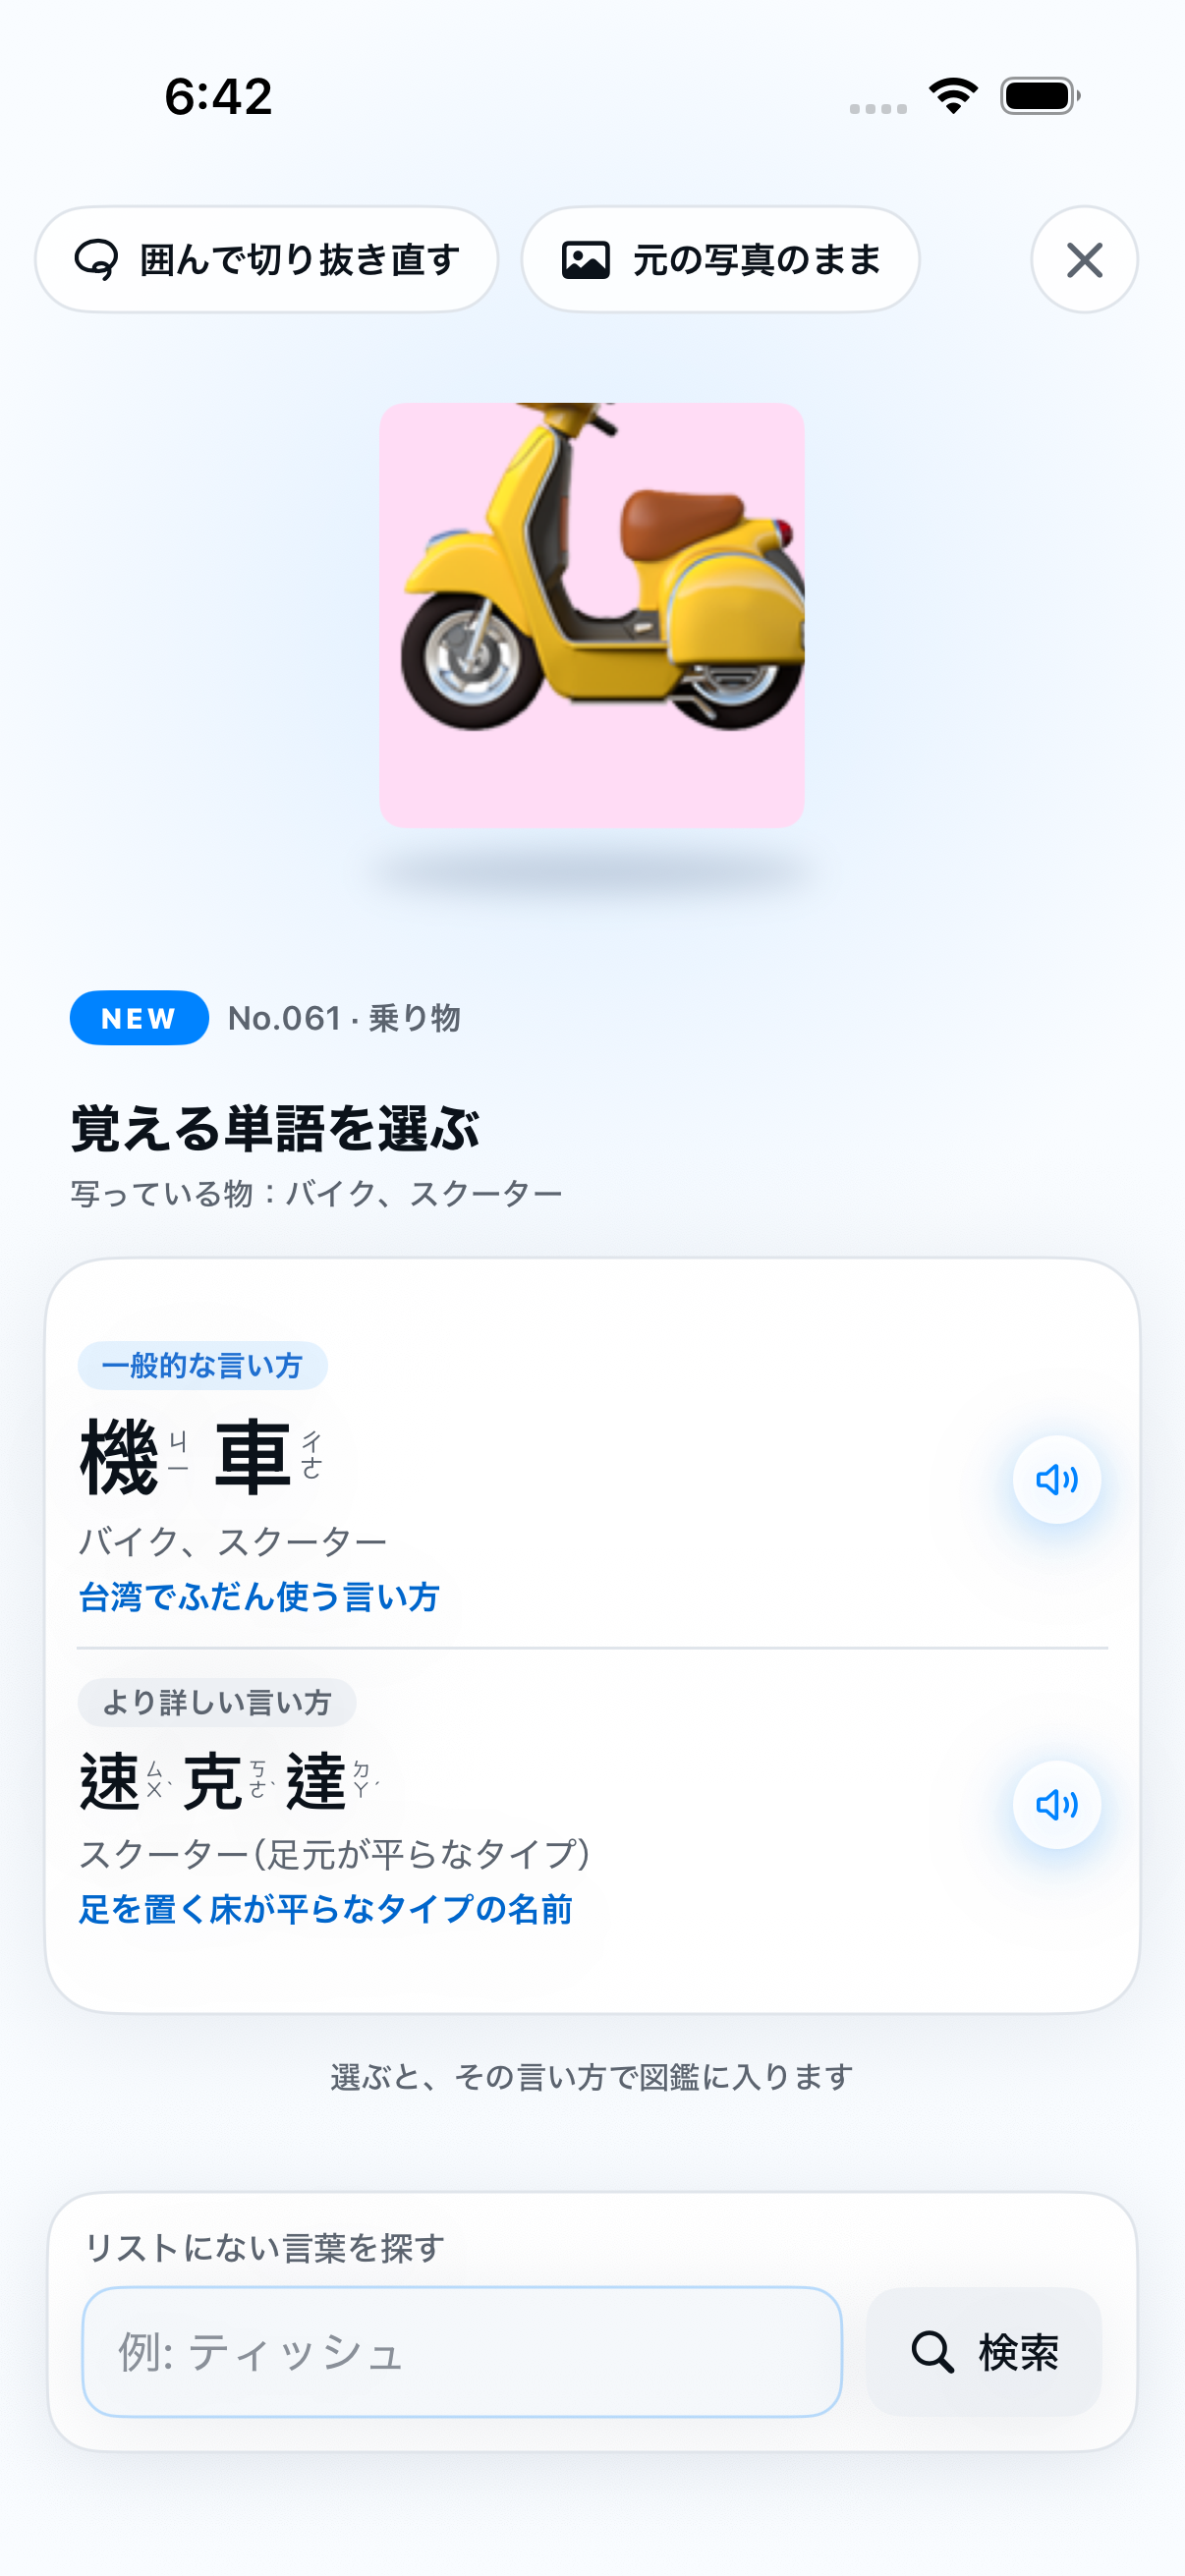 6:42
囲んで切り抜き直す
元の写真のまま
NEW No.061 · 乗り物
覚える単語を選ぶ
写っている物：バイク、スクーター
一般的な言い方
機ㄐㄧ 車ㄔㄜ
バイク、スクーター
台湾でふだん使う言い方
より詳しい言い方
速ㄙㄨˋ 克ㄎㄜˋ 達ㄉㄚˊ
スクーター（足元が平らなタイプ）
足を置く床が平らなタイプの名前
選ぶと、その言い方で図鑑に入ります
リストにない言葉を探す
例: ティッシュ
検索